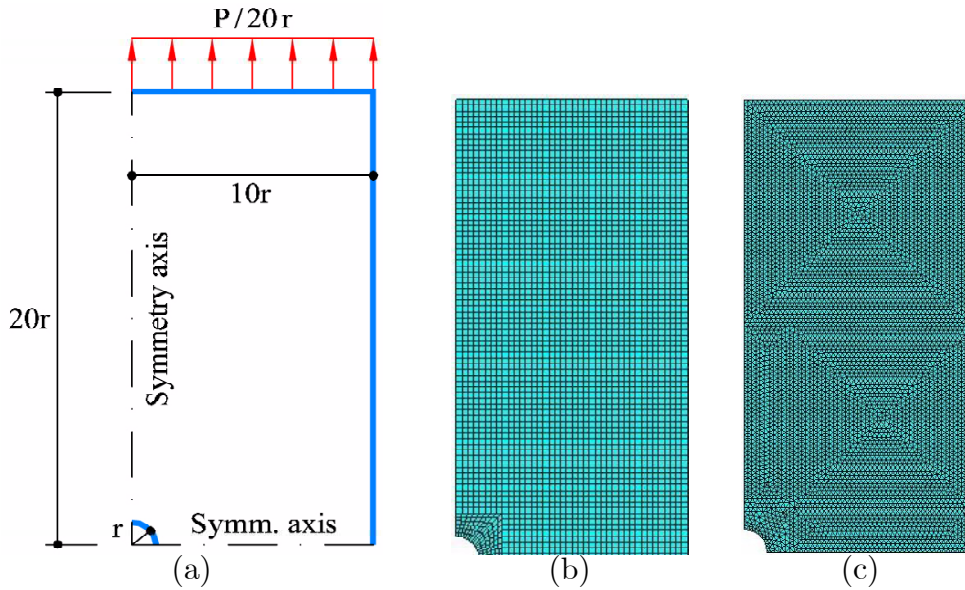 P/20r
10r
20r
Symmetry axis
r
Symm. axis
(a)
(b)
(c)